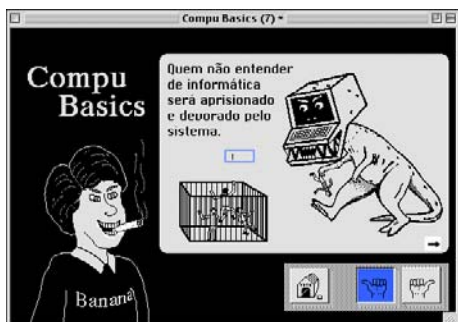 Compu Basics (7)
Compu
Basics
Quem não entender
de informática
será aprisionado
e devorado pelo
sistema.
Banana